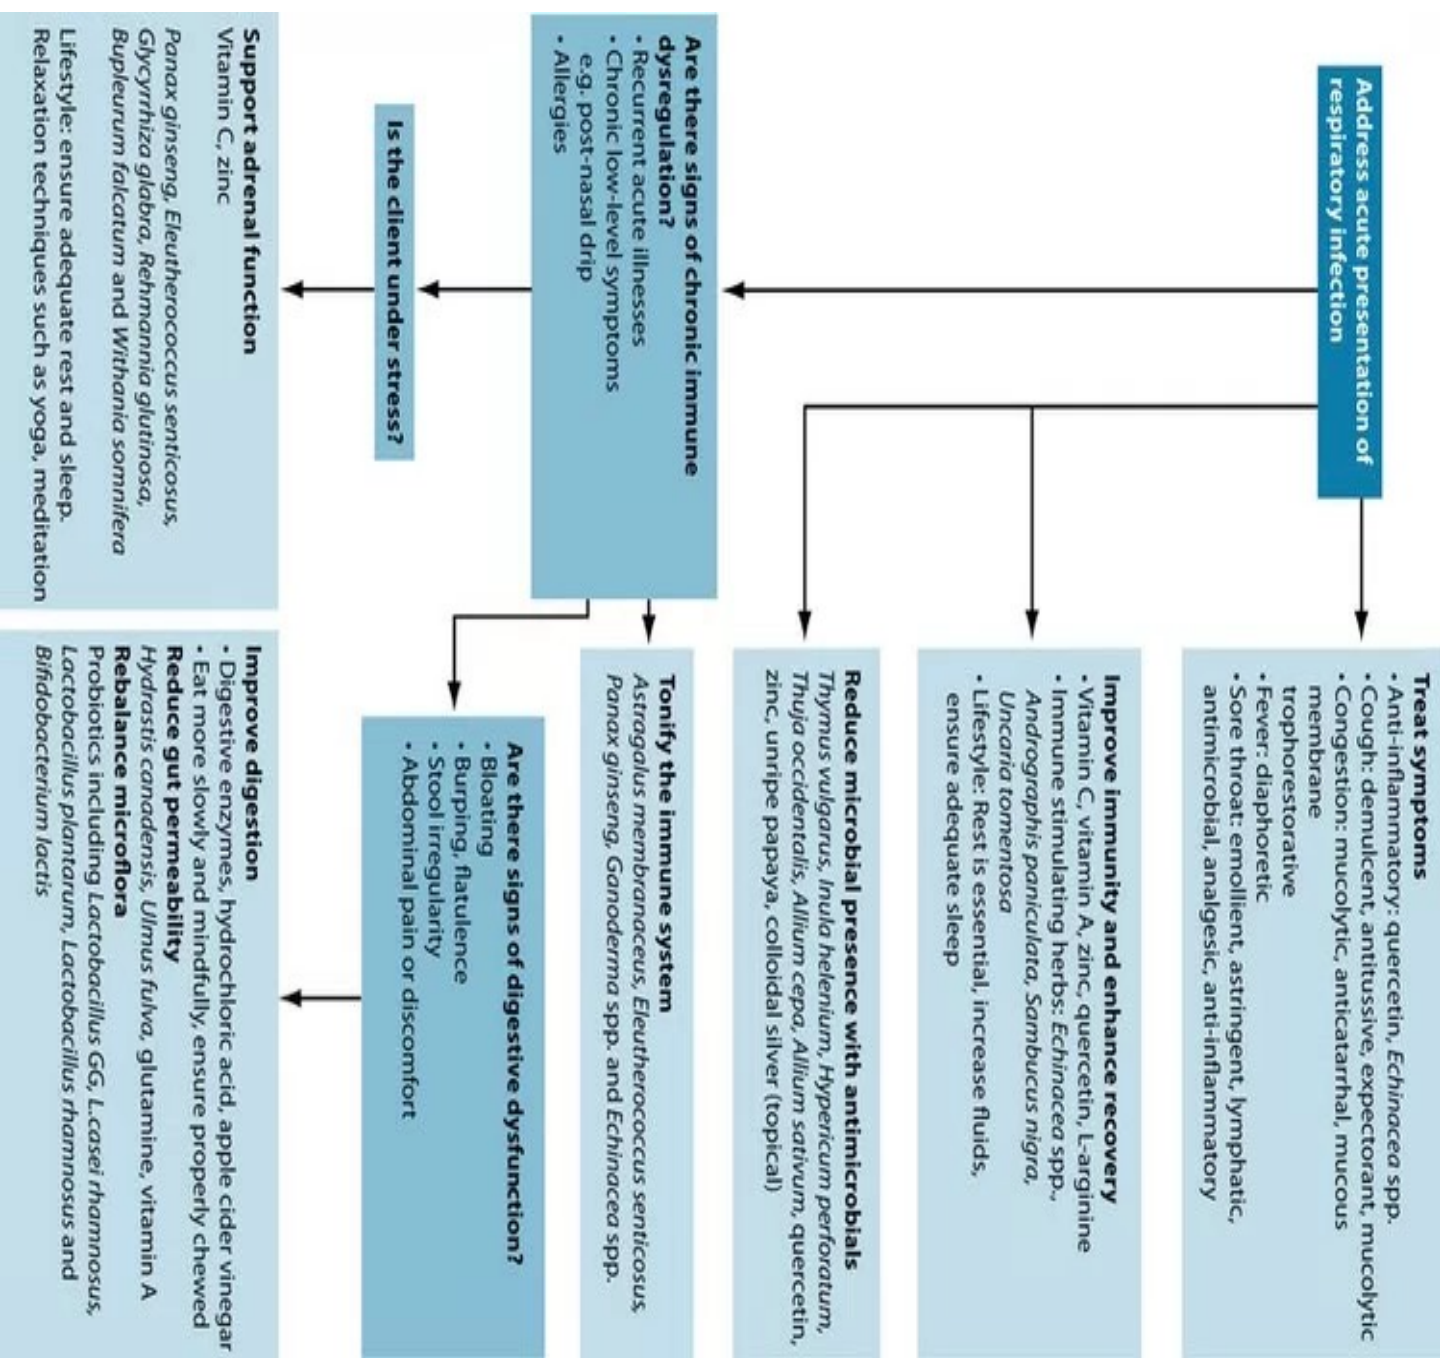 Address acute presentation of
respiratory infection
Treat symptoms
• Anti-inflammatory: quercetin, Echinacea spp.
• Cough: demulcent, antitussive, expectorant, mucolytic
• Congestion: mucolytic, anticatarrhal, mucous
membrane
trophorestorative
• Fever: diaphoretic
• Sore throat: emollient, astringent, lymphatic,
antimicrobial, analgesic, anti-inflammatory
Improve immunity and enhance recovery
• Vitamin C, vitamin A, zinc, quercetin, L-arginine
• Immune stimulating herbs: Echinacea spp.,
Andrographis paniculata, Sambucus nigra,
Uncaria tomentosa
• Lifestyle: Rest is essential, increase fluids,
ensure adequate sleep
Reduce microbial presence with antimicrobials
Thymus vulgarus, Inula helenium, Hypericum perforatum,
Thuja occidentalis, Allium cepa, Allium sativum, quercetin,
zinc, unripe papaya, colloidal silver (topical)
Are there signs of chronic immune
dysregulation?
• Recurrent acute illnesses
• Chronic low-level symptoms
e.g. post-nasal drip
• Allergies
Tonify the immune system
Astragalus membranaceus, Eleutherococcus senticosus,
Panax ginseng, Ganoderma spp. and Echinacea spp.
Is the client under stress?
Are there signs of digestive dysfunction?
• Bloating
• Burping, flatulence
• Stool irregularity
• Abdominal pain or discomfort
Support adrenal function
Vitamin C, zinc
Panax ginseng, Eleutherococcus senticosus,
Glycyrrhiza glabra, Rehmannia glutinosa,
Bupleurum falcatum and Withania somnifera
Lifestyle: ensure adequate rest and sleep.
Relaxation techniques such as yoga, meditation
Improve digestion
• Digestive enzymes, hydrochloric acid, apple cider vinegar
• Eat more slowly and mindfully, ensure properly chewed
Reduce gut permeability
Hydrastis canadensis, Ulmus fulva, glutamine, vitamin A
Rebalance microflora
Probiotics including Lactobacillus GG, L.casei rhamnosus,
Lactobacillus plantarum, Lactobacillus rhamnosus and
Bifidobacterium lactis